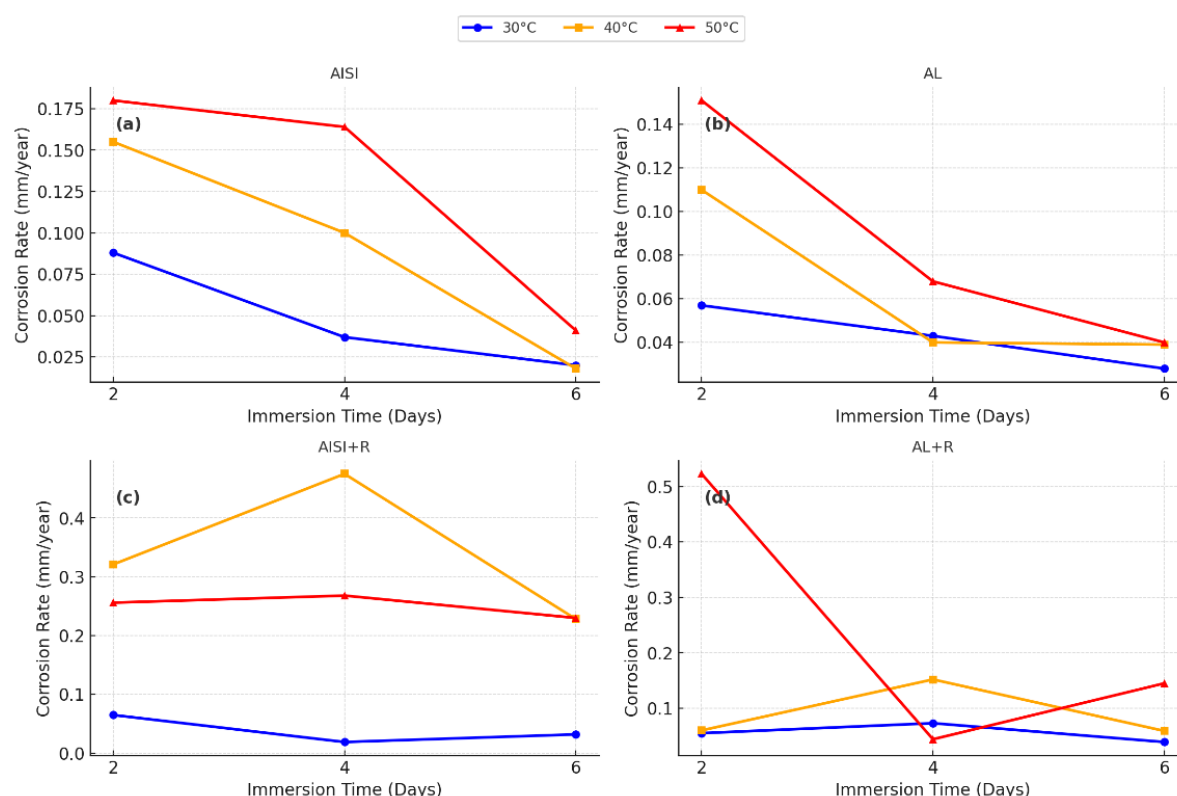 30°C 40°C 50°C
AISI
AL
(a)
(b)
Corrosion Rate (mm/year)
0.175
0.150
0.125
0.100
0.075
0.050
0.025
2 4 6
Immersion Time (Days)
Corrosion Rate (mm/year)
0.14
0.12
0.10
0.08
0.06
0.04
2 4 6
Immersion Time (Days)
AISI+R
AL+R
(c)
(d)
Corrosion Rate (mm/year)
0.4
0.3
0.2
0.1
0.0
2 4 6
Immersion Time (Days)
Corrosion Rate (mm/year)
0.5
0.4
0.3
0.2
0.1
2 4 6
Immersion Time (Days)